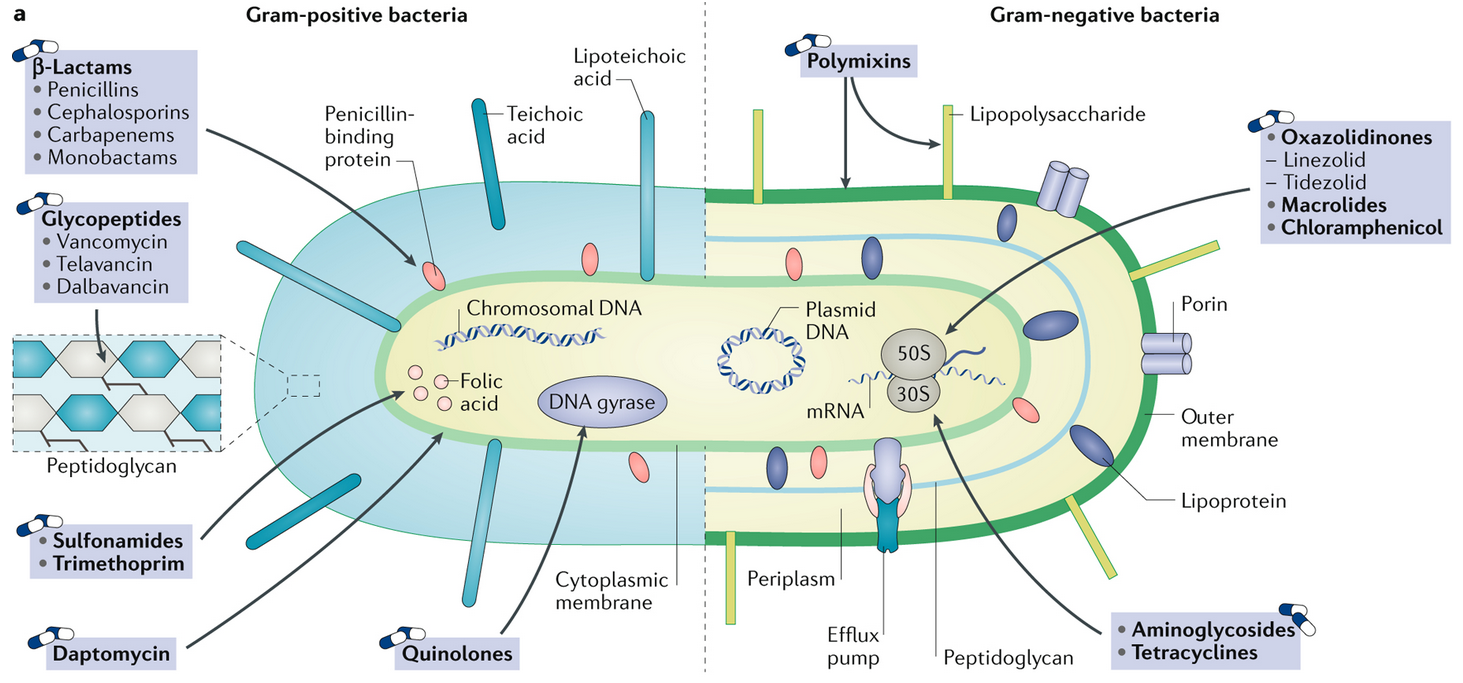 a
Gram-positive bacteria
Gram-negative bacteria
β-Lactams
• Penicillins
• Cephalosporins
• Carbapenems
• Monobactams
Glycopeptides
• Vancomycin
• Telavancin
• Dalbavancin
Peptidoglycan
• Sulfonamides
• Trimethoprim
Daptomycin
Quinolones
Penicillin-
binding
protein
Teichoic
acid
Lipoteichoic
acid
Chromosomal DNA
Folic
acid
DNA gyrase
Cytoplasmic
membrane
Polymixins
Lipopolysaccharide
• Oxazolidinones
– Linezolid
– Tidezolid
• Macrolides
• Chloramphenicol
Plasmid
DNA
50S
30S
mRNA
Porin
Outer
membrane
Lipoprotein
Periplasm
Efflux
pump
Peptidoglycan
• Aminoglycosides
• Tetracyclines